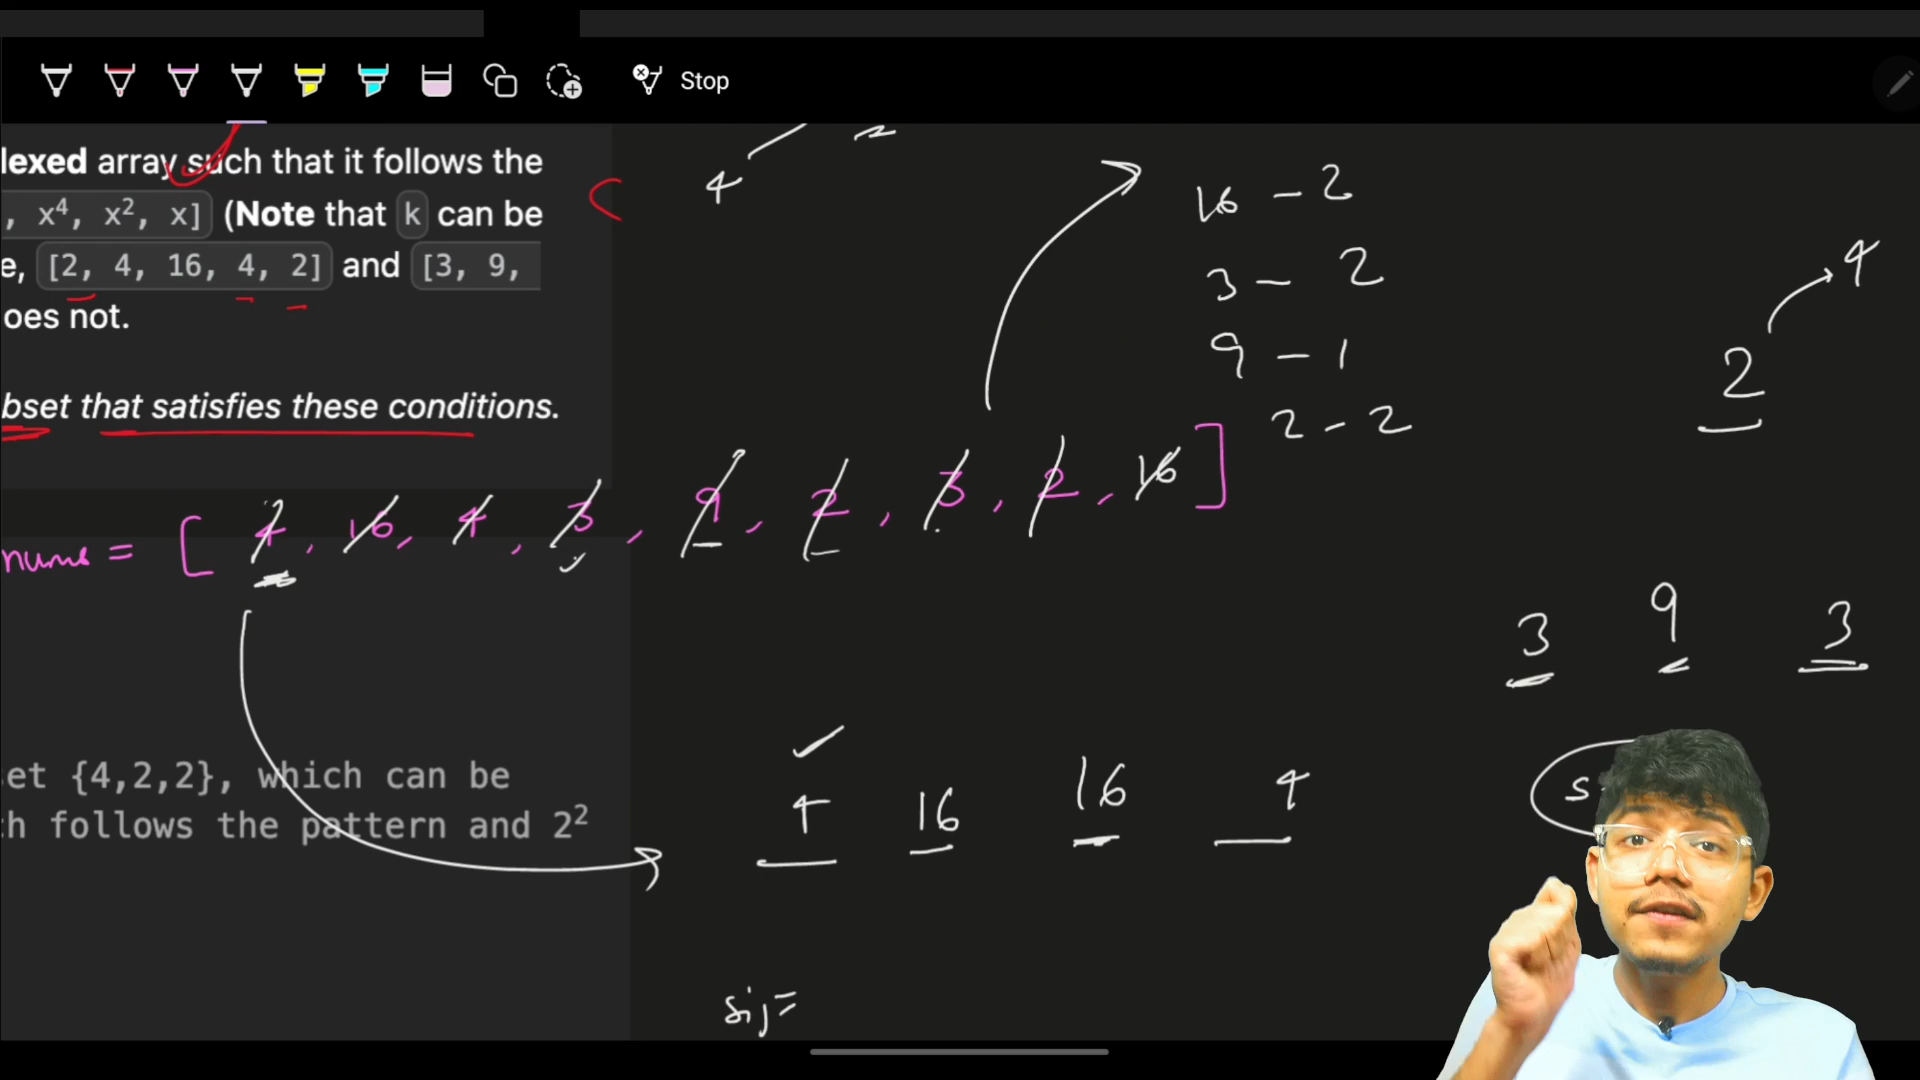 Stop
lexed array such that it follows the
, x⁴, x², x] (Note that k can be
e, [2, 4, 16, 4, 2] and [3, 9,
oes not.
bset that satisfies these conditions.
4 2
16 - 2
3 - 2
9 - 1
2 - 2
4
2
nums = [ 4, 16, 4, 3, 9, 2, 3, 2, 16 ]
3 9 3
et {4,2,2}, which can be
h follows the pattern and 2²
4 16 16 4